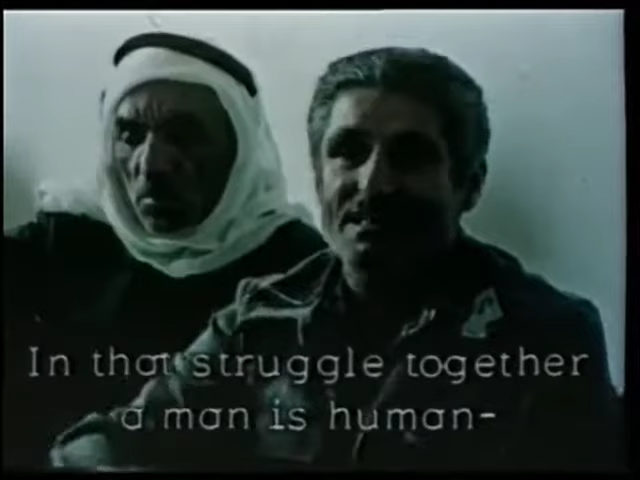 In that struggle together
a man is human-